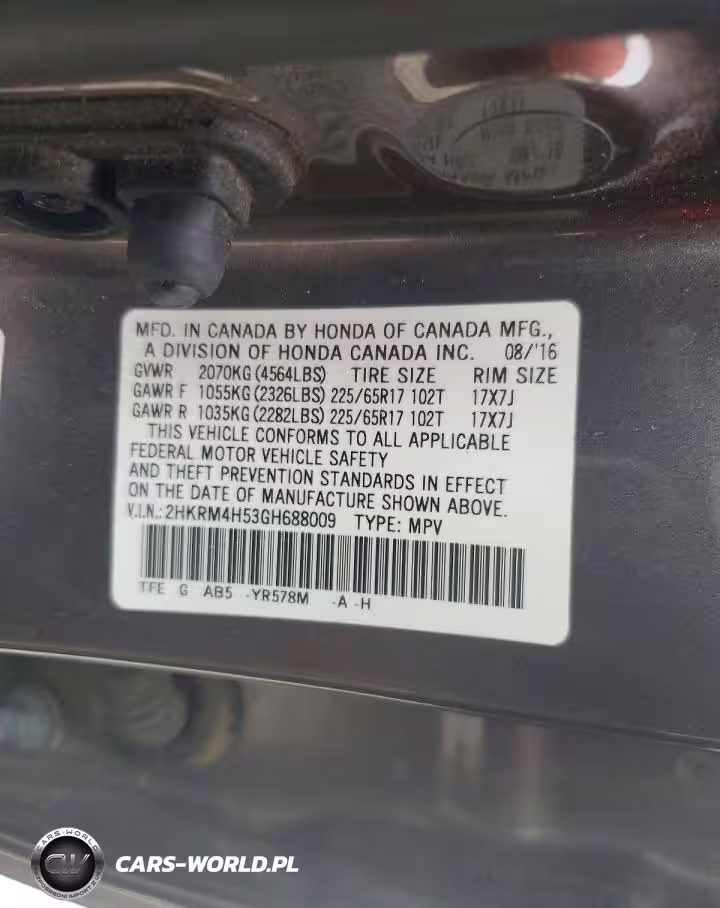 MFD. IN CANADA BY HONDA OF CANADA MFG.,
A DIVISION OF HONDA CANADA INC. 08/'16
GVWR 2070KG (4564LBS) TIRE SIZE RIM SIZE
GAWR F 1055KG (2326LBS) 225/65R17 102T 17X7J
GAWR R 1035KG (2282LBS) 225/65R17 102T 17X7J
THIS VEHICLE CONFORMS TO ALL APPLICABLE
FEDERAL MOTOR VEHICLE SAFETY
AND THEFT PREVENTION STANDARDS IN EFFECT
ON THE DATE OF MANUFACTURE SHOWN ABOVE.
V.I.N.: 2HKRM4H53GH688009 TYPE: MPV
TFE G AB5 -YR578M -A -H
CARS-WORLD
CW
CARS-WORLD.PL